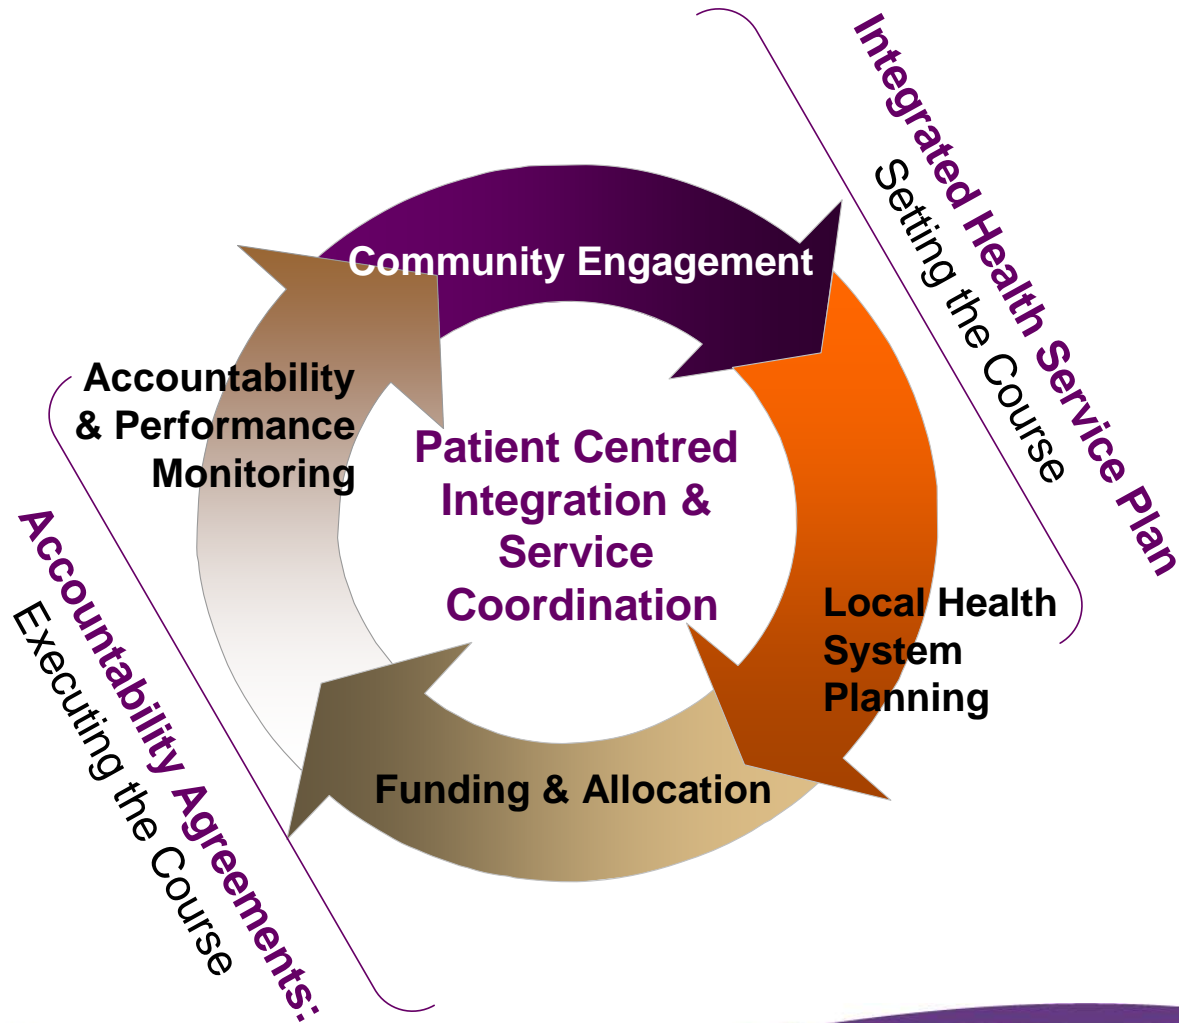 Integrated Health Service Plan
Setting the Course
Community Engagement
Accountability
& Performance
Monitoring
Patient Centred
Integration &
Service
Coordination
Local Health
System
Planning
Funding & Allocation
Accountability Agreements:
Executing the Course